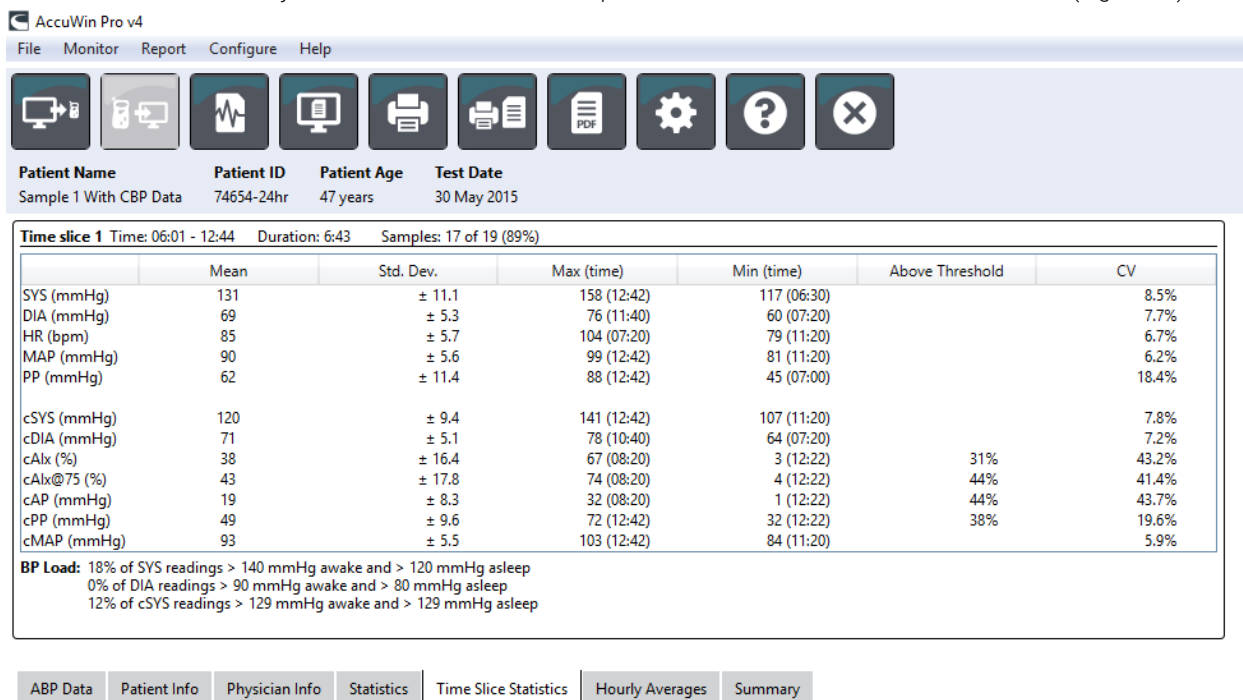 AccuWin Pro v4
File Monitor Report Configure Help
PDF
Patient Name Patient ID Patient Age Test Date
Sample 1 With CBP Data 74654-24hr 47 years 30 May 2015
Time slice 1 Time: 06:01 - 12:44 Duration: 6:43 Samples: 17 of 19 (89%)
Mean Std. Dev. Max (time) Min (time) Above Threshold CV
SYS (mmHg) 131 ± 11.1 158 (12:42) 117 (06:30) 8.5%
DIA (mmHg) 69 ± 5.3 76 (11:40) 60 (07:20) 7.7%
HR (bpm) 85 ± 5.7 104 (07:20) 79 (11:20) 6.7%
MAP (mmHg) 90 ± 5.6 99 (12:42) 81 (11:20) 6.2%
PP (mmHg) 62 ± 11.4 88 (12:42) 45 (07:00) 18.4%
cSYS (mmHg) 120 ± 9.4 141 (12:42) 107 (11:20) 7.8%
cDIA (mmHg) 71 ± 5.1 78 (10:40) 64 (07:20) 7.2%
cAIx (%) 38 ± 16.4 67 (08:20) 3 (12:22) 31% 43.2%
cAIx@75 (%) 43 ± 17.8 74 (08:20) 4 (12:22) 44% 41.4%
cAP (mmHg) 19 ± 8.3 32 (08:20) 1 (12:22) 44% 43.7%
cPP (mmHg) 49 ± 9.6 72 (12:42) 32 (12:22) 38% 19.6%
cMAP (mmHg) 93 ± 5.5 103 (12:42) 84 (11:20) 5.9%
BP Load: 18% of SYS readings > 140 mmHg awake and > 120 mmHg asleep
0% of DIA readings > 90 mmHg awake and > 80 mmHg asleep
12% of cSYS readings > 129 mmHg awake and > 129 mmHg asleep
ABP Data Patient Info Physician Info Statistics Time Slice Statistics Hourly Averages Summary